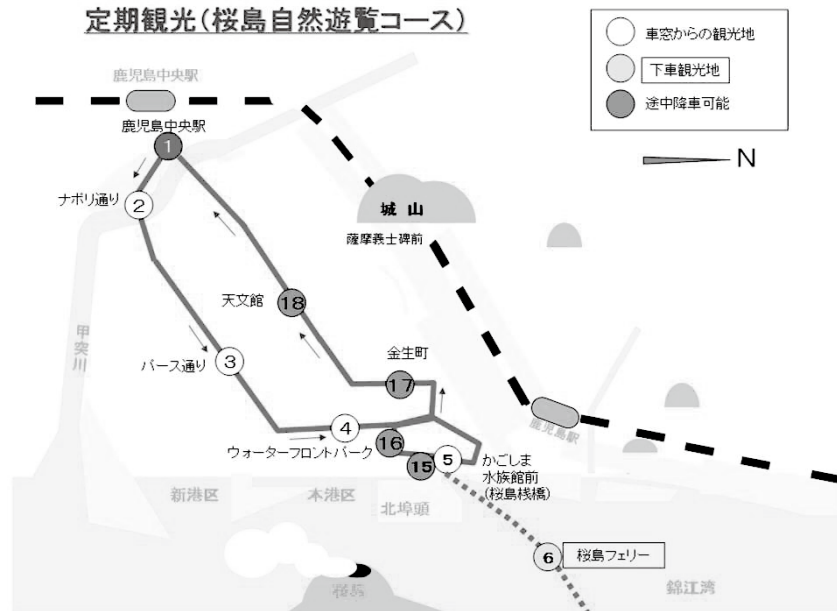 定期観光(桜島自然遊覧コース)
車窓からの観光地
下車観光地
途中降車可能
N
鹿児島中央駅
鹿児島中央駅
1
ナポリ通り
2
城山
薩摩義士碑前
天文館
18
甲突川
パース通り
3
金生町
17
4
ウォーターフロントパーク
16
15
5
かごしま
水族館前
(桜島桟橋)
鹿児島駅
新港区
本港区
北埠頭
6
桜島フェリー
桜島
錦江湾